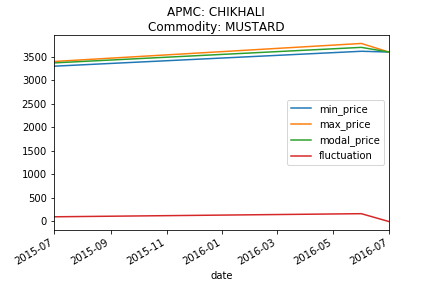 APMC: CHIKHALI
Commodity: MUSTARD
3500
3000
2500
2000
1500
1000
500
0
min_price
max_price
modal_price
fluctuation
2015-07
2015-09
2015-11
2016-01
2016-03
2016-05
2016-07
date